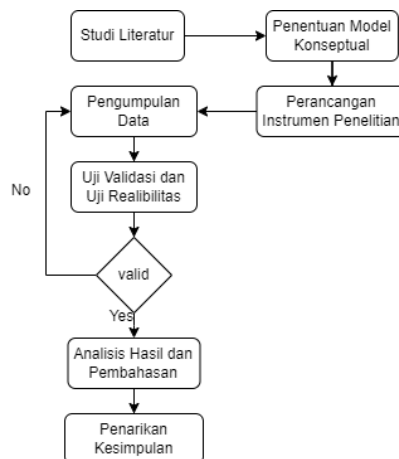 Studi Literatur
Penentuan Model
Konseptual
Perancangan
Instrumen Penelitian
Pengumpulan
Data
Uji Validasi dan
Uji Realibilitas
No
valid
Yes
Analisis Hasil dan
Pembahasan
Penarikan
Kesimpulan